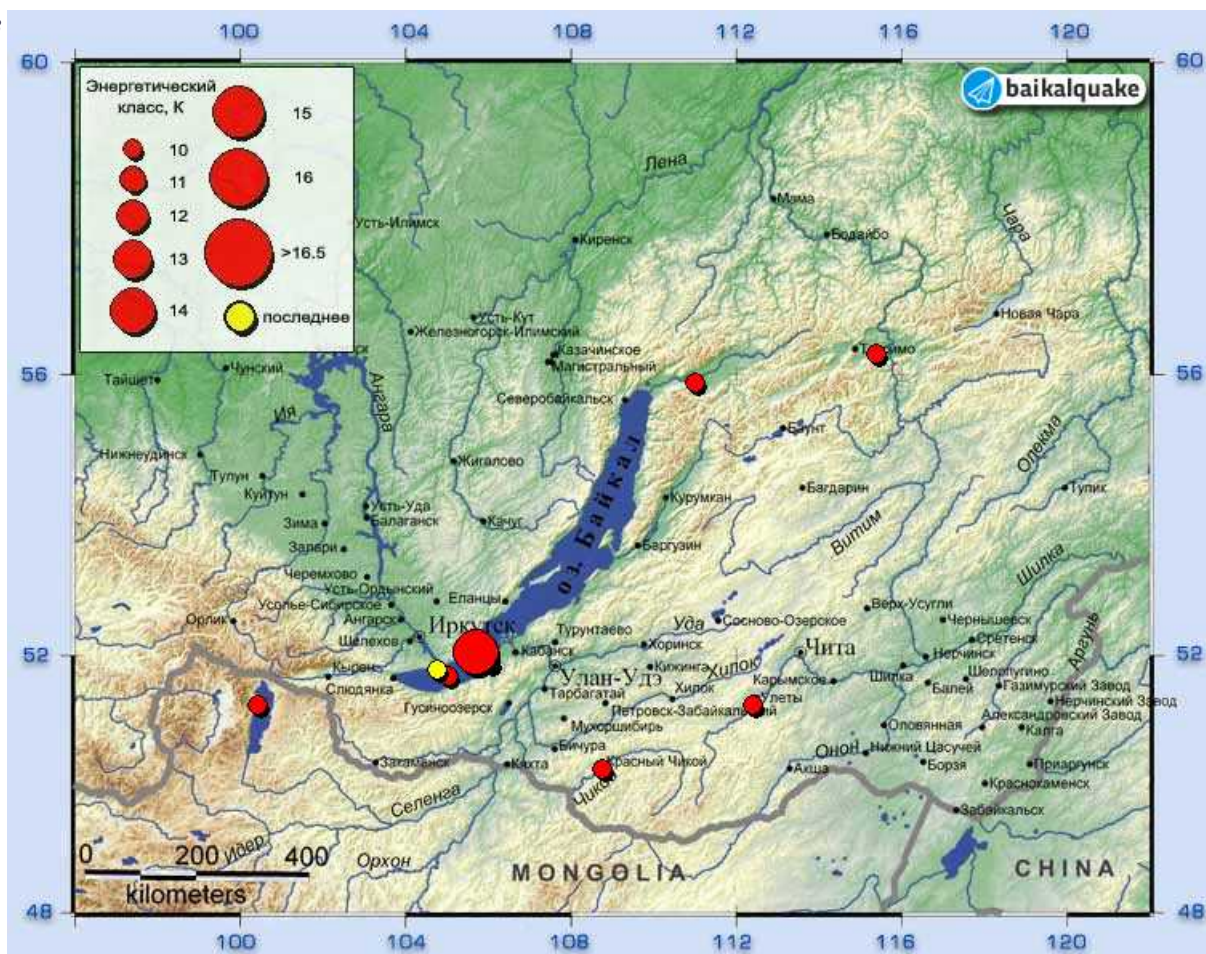 100 104 108 112 116 120
60 60
baikalquake
Энергетический
класс, К
15
10
11
16
12
13
>16.5
14
последнее
Лена
Мама
Чара
Усть-Илимск
Бодайбо
Киренск
Новая Чара
Усть-Кут
Железногорск-Илимский
Казачинское
Магистральный
56 56
Чунский
Тайшет
Ангара
Северобайкальск
Ия
Баунт
Олекма
Нижнеудинск
Жигалово
Тулун
Куйтун
Курумкан
Багдарин
Тупик
Усть-Уда
Балаганск
Зима
Качуг
оз. Байкал
Витим
Залари
Баргузин
Шилка
Черемхово
Усть-Ордынский
Усолье-Сибирское
Еланцы
Верх-Усугли
Орлик
Ангарск
Иркутск
Уда
Сосново-Озерское
Чернышевск
Аргунь
Шелехов
Турунтаево
Хоринск
Сретенск
52 52
Кабанск
Чита
Нерчинск
Кырен
Улан-Удэ
Кижинга
Хилок
Карымское
Шилка
Шелопугино
Слюдянка
Тарбагатай
Хилок
Улеты
Балей
Газимурский Завод
Гусиноозерск
Петровск-Забайкальский
Нерчинский Завод
Мухоршибирь
Оловянная
Александровский Завод
Калга
Бичура
Онон
Нижний Цасучей
Закаменск
Кяхта
Красный Чикой
Акша
Борзя
Приаргунск
Селенга
Краснокаменск
Забайкальск
Идер
Орхон
0 200 400
kilometers
MONGOLIA
CHINA
48 48
100 104 108 112 116 120